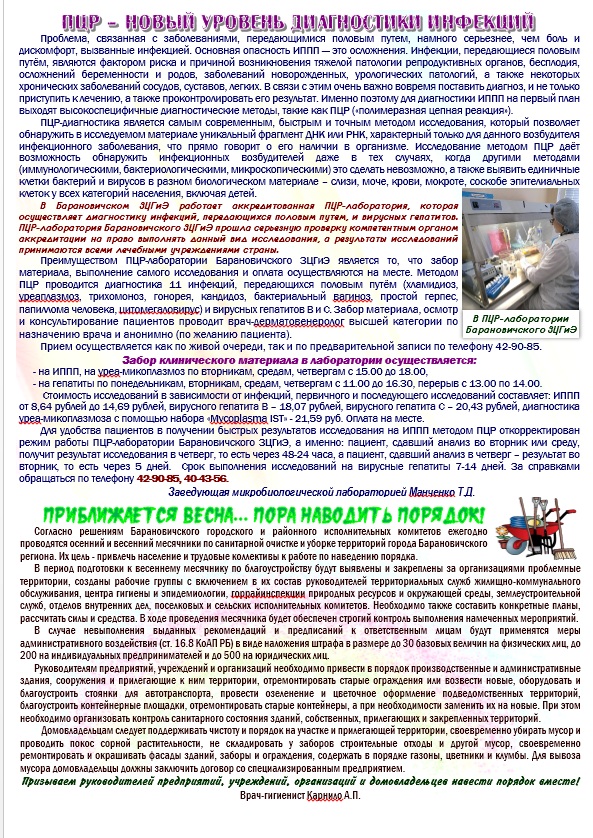 ПЦР – НОВЫЙ УРОВЕНЬ ДИАГНОСТИКИ ИНФЕКЦИЙ
Проблема, связанная с заболеваниями, передающимися половым путем, намного серьезнее, чем боль и
дискомфорт, вызванные инфекцией. Основная опасность ИППП — это осложнения. Инфекции, передающиеся половым
путём, являются фактором риска и причиной возникновения тяжелой патологии репродуктивных органов, бесплодия,
осложнений беременности и родов, заболеваний новорожденных, урологических патологий, а также некоторых
хронических заболеваний сосудов, суставов, легких. В связи с этим очень важно вовремя поставить диагноз, и не только
приступить к лечению, а также проконтролировать его результат. Именно поэтому для диагностики ИППП на первый план
выходят высокоспецифичные диагностические методы, такие как ПЦР («полимеразная цепная реакция»).
ПЦР-диагностика является самым современным, быстрым и точным методом исследования, который позволяет
обнаружить в исследуемом материале уникальный фрагмент ДНК или РНК, характерный только для данного возбудителя
инфекционного заболевания, что прямо говорит о его наличии в организме. Исследование методом ПЦР даёт
возможность обнаружить инфекционных возбудителей даже в тех случаях, когда другими методами
(иммунологическими, бактериологическими, микроскопическими) это сделать невозможно, а также выявить единичные
клетки бактерий и вирусов в разном биологическом материале – слизи, моче, крови, мокроте, соскобе эпителиальных
клеток у всех категорий населения, включая детей.
В Барановичском ЗЦГиЭ работает аккредитованная ПЦР-лаборатория, которая
осуществляет диагностику инфекций, передающихся половым путем, и вирусных гепатитов.
ПЦР-лаборатория Барановичского ЗЦГиЭ прошла серьезную проверку компетентным органом
аккредитации на право выполнять данный вид исследования, а результаты исследований
принимаются всеми лечебными учреждениями страны.
Преимуществом ПЦР-лаборатории Барановичского ЗЦГиЭ является то, что забор
материала, выполнение самого исследования и оплата осуществляются на месте. Методом
ПЦР проводится диагностика 11 инфекций, передающихся половым путём (хламидиоз,
уреаплазмоз, трихомоноз, гонорея, кандидоз, бактериальный вагиноз, простой герпес,
папиллома человека, цитомегаловирус) и вирусных гепатитов В и С. Забор материала, осмотр
и консультирование пациентов проводит врач-дерматовенеролог высшей категории по
назначению врача и анонимно (по желанию пациента).
В ПЦР-лаборатории
Барановичского ЗЦГиЭ
Прием осуществляется как по живой очереди, так и по предварительной записи по телефону 42-90-85.
Забор клинического материала в лаборатории осуществляется:
- на ИППП, на уреа-микоплазмоз по вторникам, средам, четвергам с 15.00 до 18.00,
- на гепатиты по понедельникам, вторникам, средам, четвергам с 11.00 до 16.30, перерыв с 13.00 по 14.00.
Стоимость исследований в зависимости от инфекций, первичного и последующего исследований составляет: ИППП
от 8,64 рублей до 14,69 рублей, вирусного гепатита В – 18,07 рублей, вирусного гепатита С – 20,43 рублей, диагностика
уреа-микоплазмоза с помощью набора «Mycoplasma IST» - 21,59 руб. Оплата на месте.
Для удобства пациентов в получении быстрых результатов исследования на ИППП методом ПЦР откорректирован
режим работы ПЦР-лаборатории Барановичского ЗЦГиЭ, а именно: пациент, сдавший анализ во вторник или среду,
получит результат исследования в четверг, то есть через 48-24 часа, а пациент, сдавший анализ в четверг – результат во
вторник, то есть через 5 дней. Срок выполнения исследований на вирусные гепатиты 7-14 дней. За справками
обращаться по телефону 42-90-85, 40-43-56.
Заведующая микробиологической лабораторией Манченко Т.Д.
ПРИБЛИЖАЕТСЯ ВЕСНА... ПОРА НАВОДИТЬ ПОРЯДОК!
Согласно решениям Барановичского городского и районного исполнительных комитетов ежегодно
проводятся осенний и весенний месячники по санитарной очистке и уборке территорий города Барановичского
региона. Их цель - привлечь население и трудовые коллективы к работе по наведению порядка.
В период подготовки к весеннему месячнику по благоустройству будут выявлены и закреплены за организациями проблемные
территории, созданы рабочие группы с включением в их состав руководителей территориальных служб жилищно-коммунального
обслуживания, центра гигиены и эпидемиологии, горрайинспекции природных ресурсов и окружающей среды, землеустроительной
служб, отделов внутренних дел, поселковых и сельских исполнительных комитетов. Необходимо также составить конкретные планы,
рассчитать силы и средства. В ходе проведения месячника будет обеспечен строгий контроль выполнения намеченных мероприятий.
В случае невыполнения выданных рекомендаций и предписаний к ответственным лицам будут применятся меры
административного воздействия (ст. 16.8 КоАП РБ) в виде наложения штрафа в размере до 30 базовых величин на физических лиц, до
200 на индивидуальных предпринимателей и до 500 на юридических лиц.
Руководителям предприятий, учреждений и организаций необходимо привести в порядок производственные и административные
здания, сооружения и прилегающие к ним территории, отремонтировать старые ограждения или возвести новые, оборудовать и
благоустроить стоянки для автотранспорта, провести озеленение и цветочное оформление подведомственных территорий,
благоустроить контейнерные площадки, отремонтировать старые контейнеры, а при необходимости заменить их на новые. При этом
необходимо организовать контроль санитарного состояния зданий, собственных, прилегающих и закрепленных территорий.
Домовладельцам следует поддерживать чистоту и порядок на участке и прилегающей территории, своевременно убирать мусор и
проводить покос сорной растительности, не складировать у заборов строительные отходы и другой мусор, своевременно
ремонтировать и окрашивать фасады зданий, заборы и ограждения, содержать в порядке газоны, цветники и клумбы. Для вывоза
мусора домовладельцы должны заключить договор со специализированным предприятием.
Призываем руководителей предприятий, учреждений, организаций и домовладельцев навести порядок вместе!
Врач-гигиенист Карнило А.П.